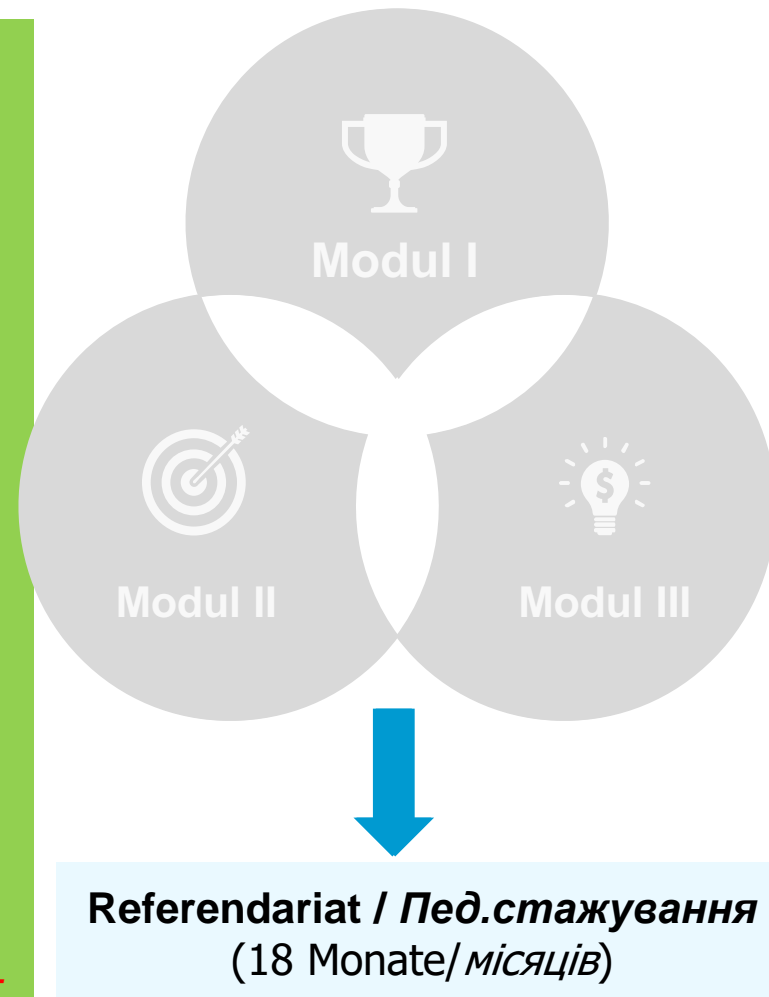 Modul I
Modul II
Modul III
Referendariat / Пед.стажування
(18 Monate/місяців)